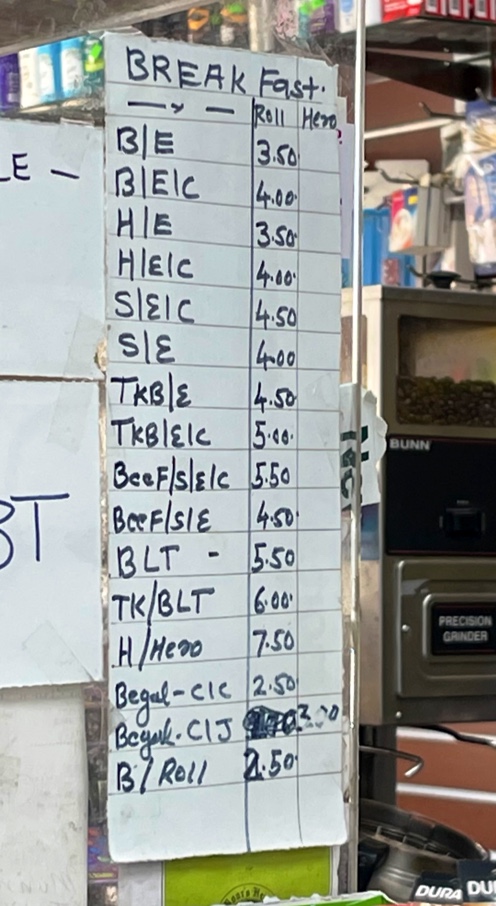 BREAK Fast.
Roll Hero
B/E 3.50
B/E/C 4.00
H/E 3.50
H/E/C 4.00
S/E/C 4.50
S/E 4.00
TKB/E 4.50
TKB/E/C 5.00
BeeF/S/E/C 5.50
BeeF/S/E 4.50
BLT - 5.50
TK/BLT 6.00
H/Hero 7.50
Begal-C/C 2.50
Begal-C/J 3.00
B/Roll 2.50
LE -
BT
BUNN
PRECISION
GRINDER
DURA DU